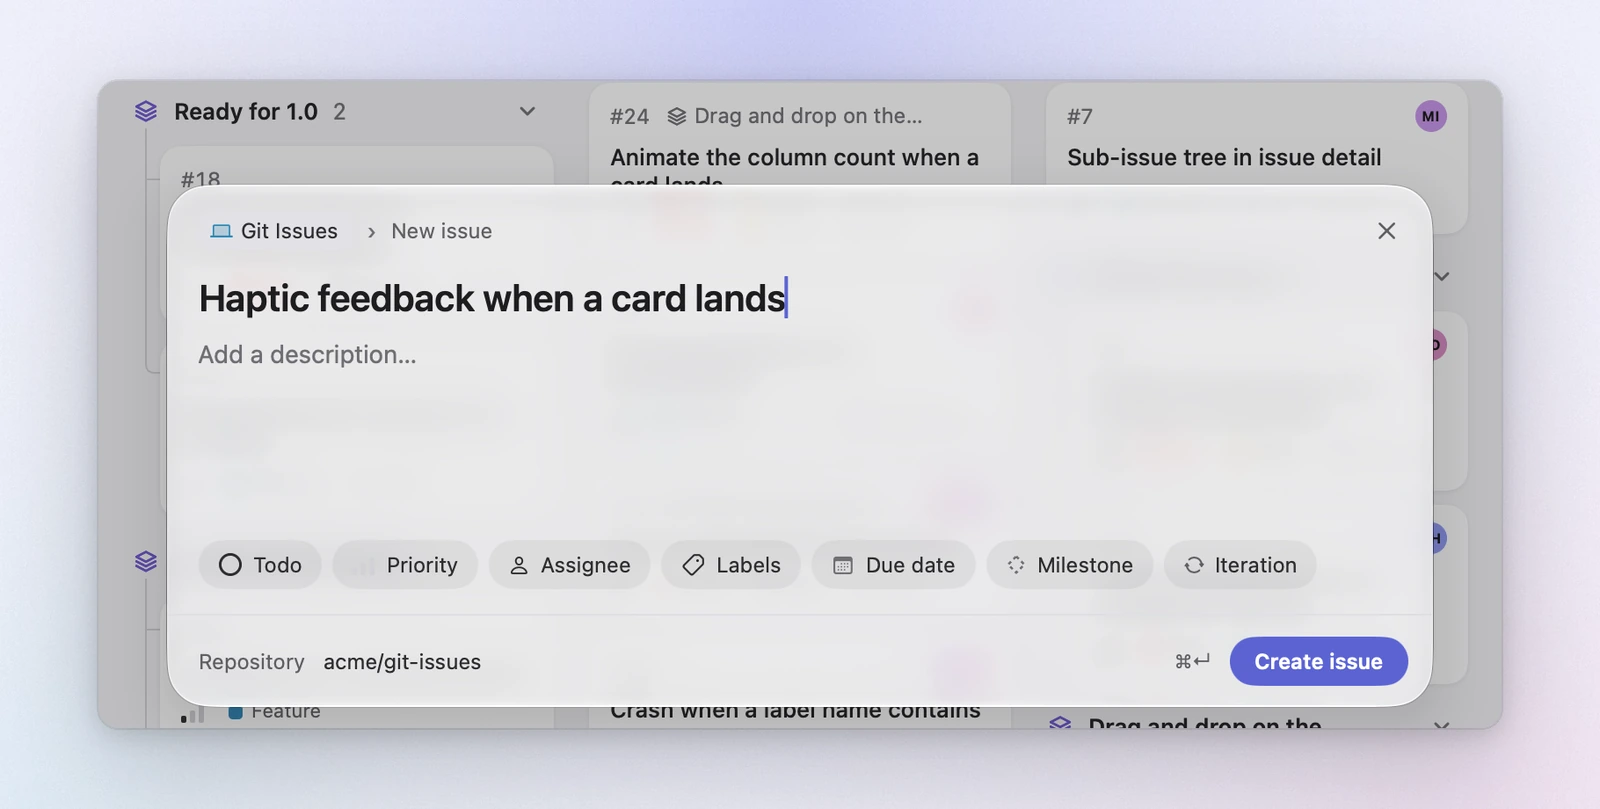 Ready for 1.0 2
#24 Drag and drop on the...
#7
MI
Animate the column count when a
card lands
Sub-issue tree in issue detail
#18
Git Issues › New issue
Haptic feedback when a card lands
Add a description...
Todo
Priority
Assignee
Labels
Due date
Milestone
Iteration
Repository acme/git-issues
⌘↵
Create issue
Feature
Crash when a label name contains
Drag and drop on the